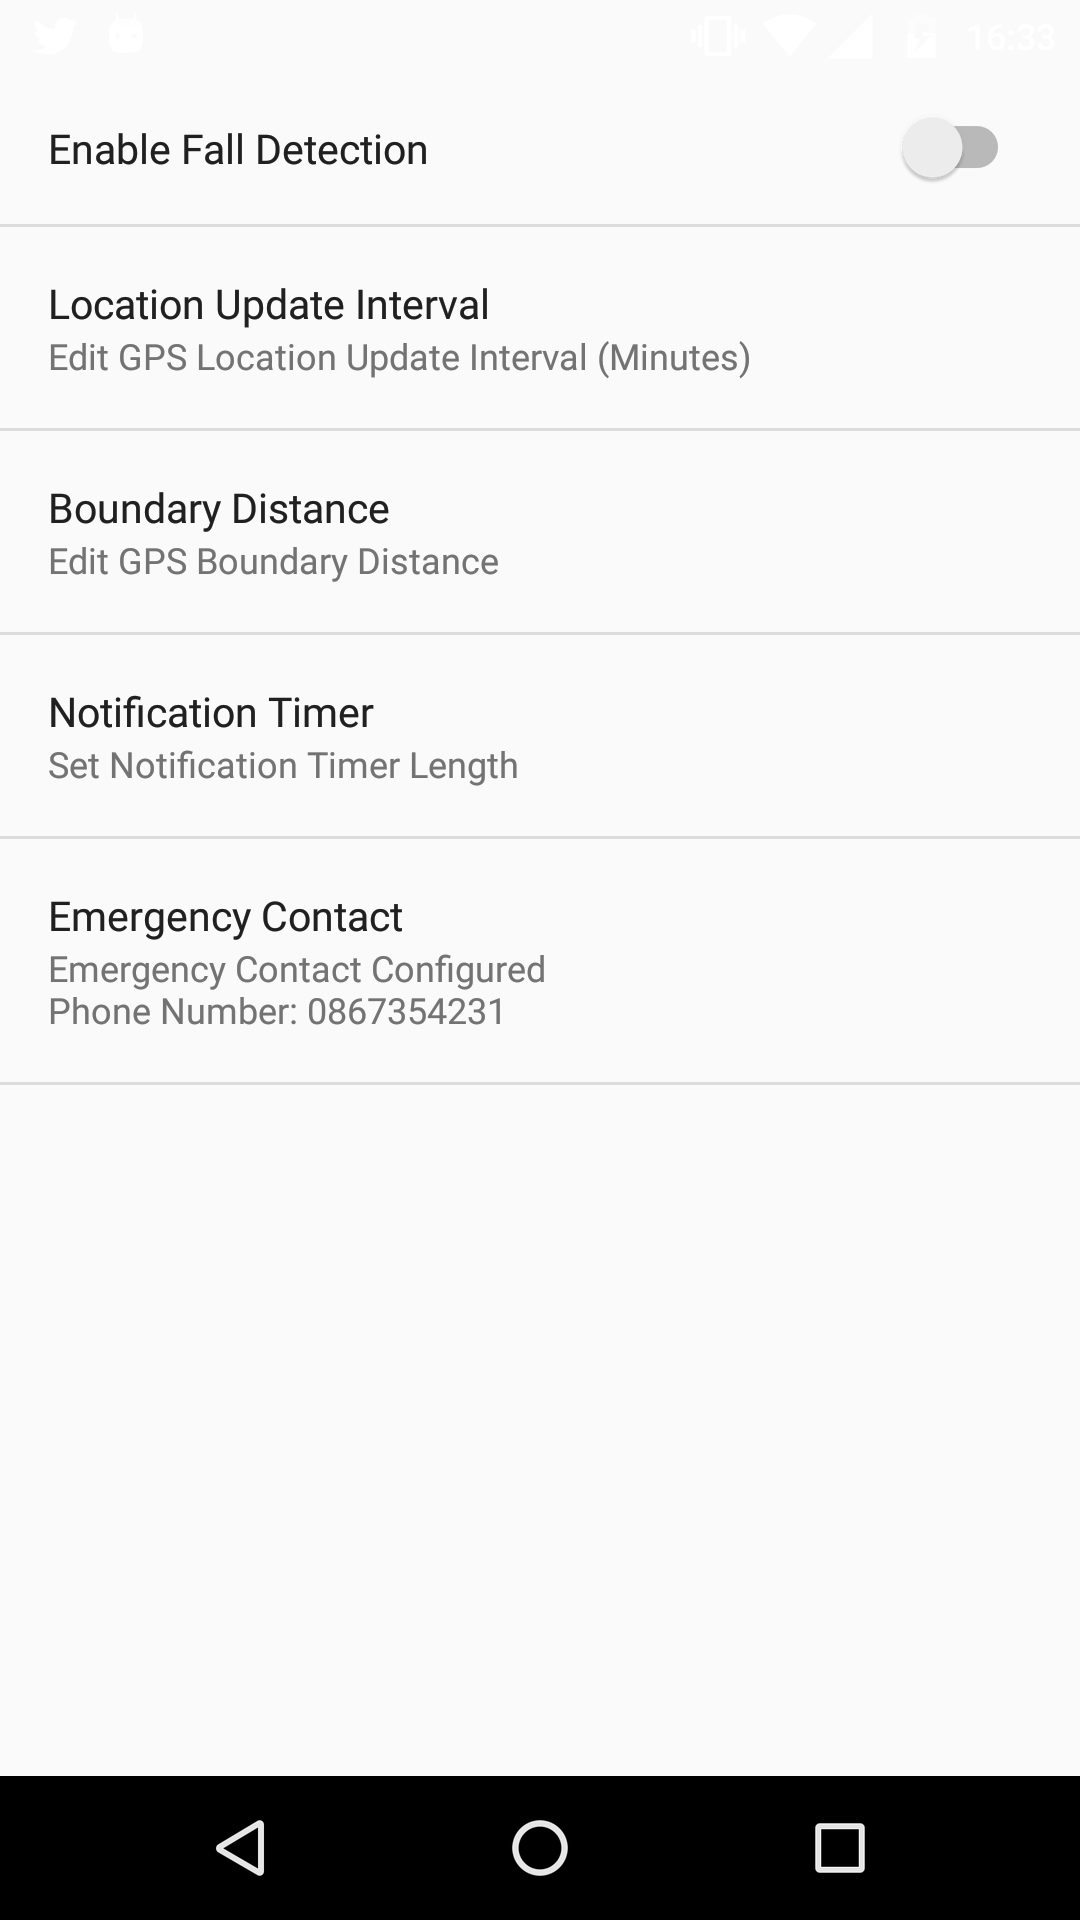 16:33
Enable Fall Detection
Location Update Interval
Edit GPS Location Update Interval (Minutes)
Boundary Distance
Edit GPS Boundary Distance
Notification Timer
Set Notification Timer Length
Emergency Contact
Emergency Contact Configured
Phone Number: 0867354231